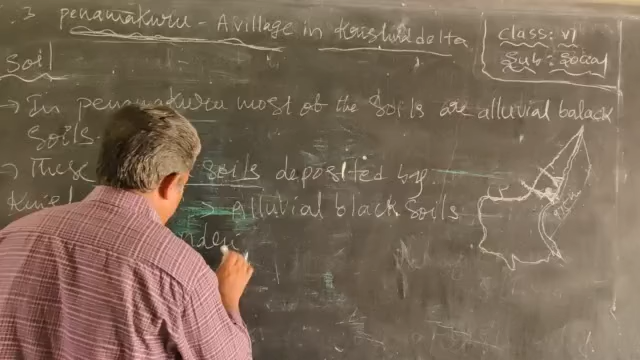 .3 penamakuru - A village in Krishna delta
Class: VI
Sub: Social
Soil
→ In penamakuru most of the Soils are alluvial balack
Soils.
→ These soils deposited by
→ Alluvial black Soils